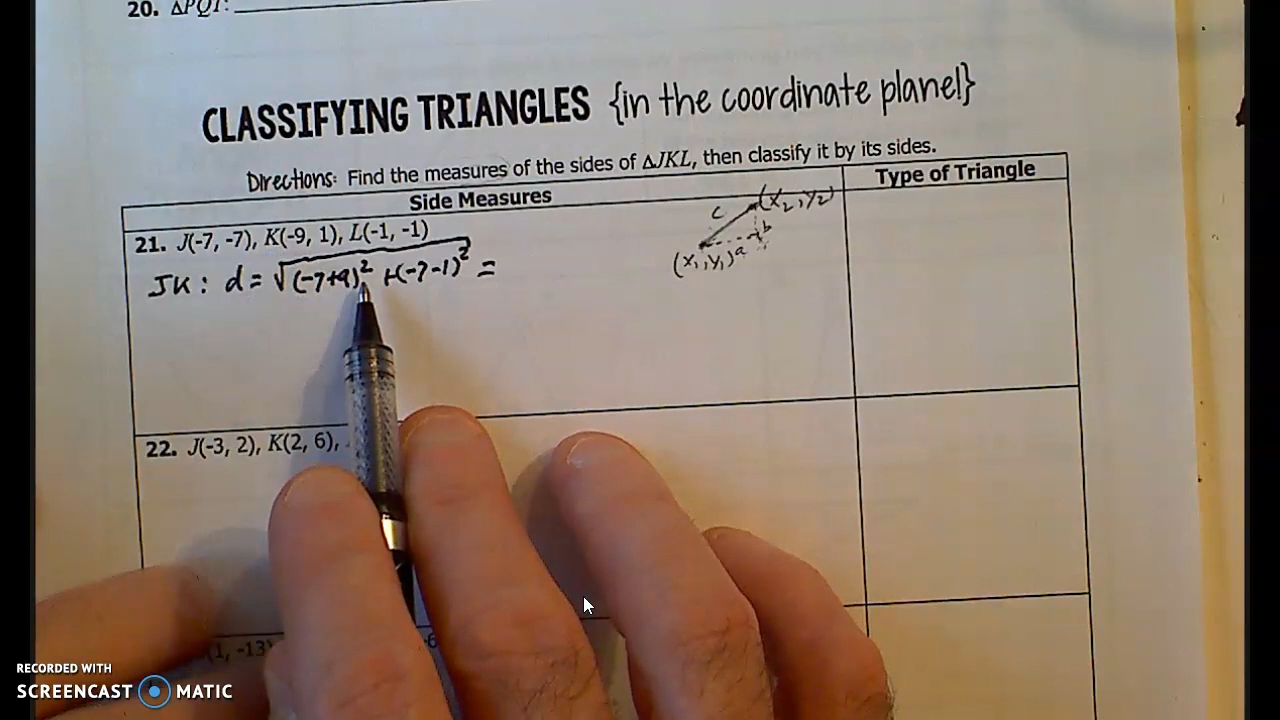 20. ΔPQT:
CLASSIFYING TRIANGLES {in the coordinate plane!}
Directions: Find the measures of the sides of ΔJKL, then classify it by its sides.
Side Measures
Type of Triangle
21. J(-7, -7), K(-9, 1), L(-1, -1)
JK: d = √(-7+9)² + (-7-1)² =
c
(x₂, y₂)
b
(x₁, y₁) a
22. J(-3, 2), K(2, 6),
(1, -13)
RECORDED WITH
SCREENCAST MATIC